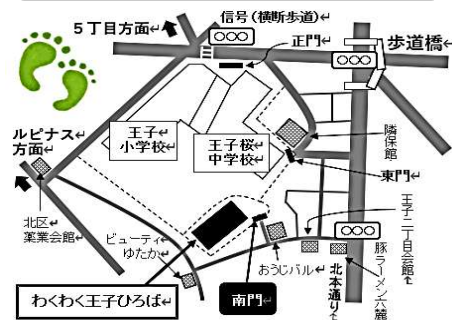 信号(横断歩道)↵
5丁目方面↵
○○○
正門↵
歩道橋↵
○○○
ルピナス↵
方面↵
王子↵
小学校↵
王子桜↵
中学校↵
隣保館↵
東門↵
北区↵
薬業会館↵
ビューティ↵
ゆたか↵
王子二丁目会館↵
○○○
おうじバル↵
北本通り↵
豚ラーメン六麓
わくわく王子ひろば↵
南門↵